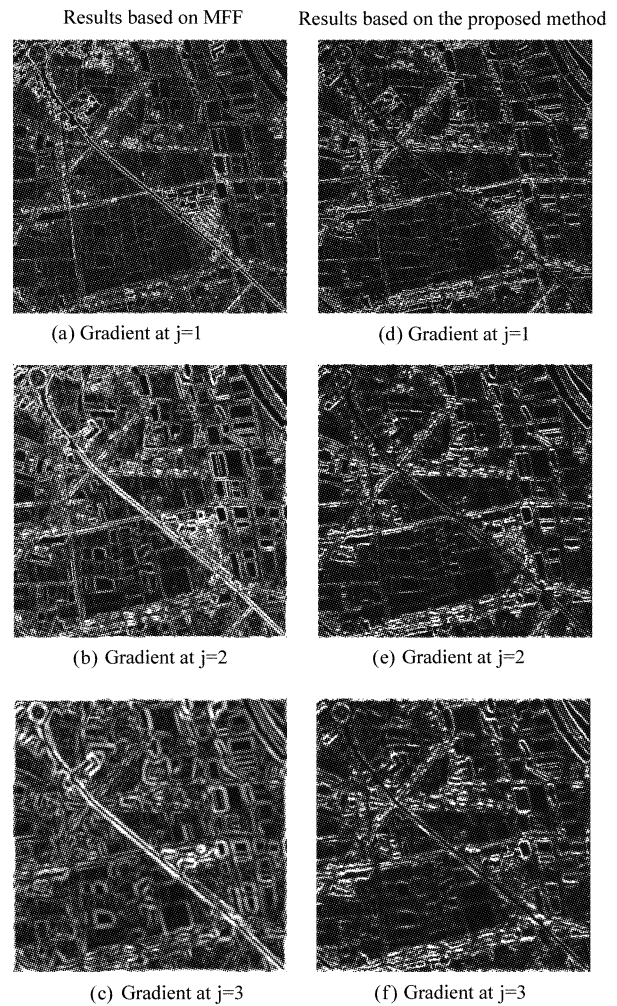 Results based on MFF
Results based on the proposed method
(a) Gradient at j=1
(d) Gradient at j=1
(b) Gradient at j=2
(e) Gradient at j=2
(c) Gradient at j=3
(f) Gradient at j=3